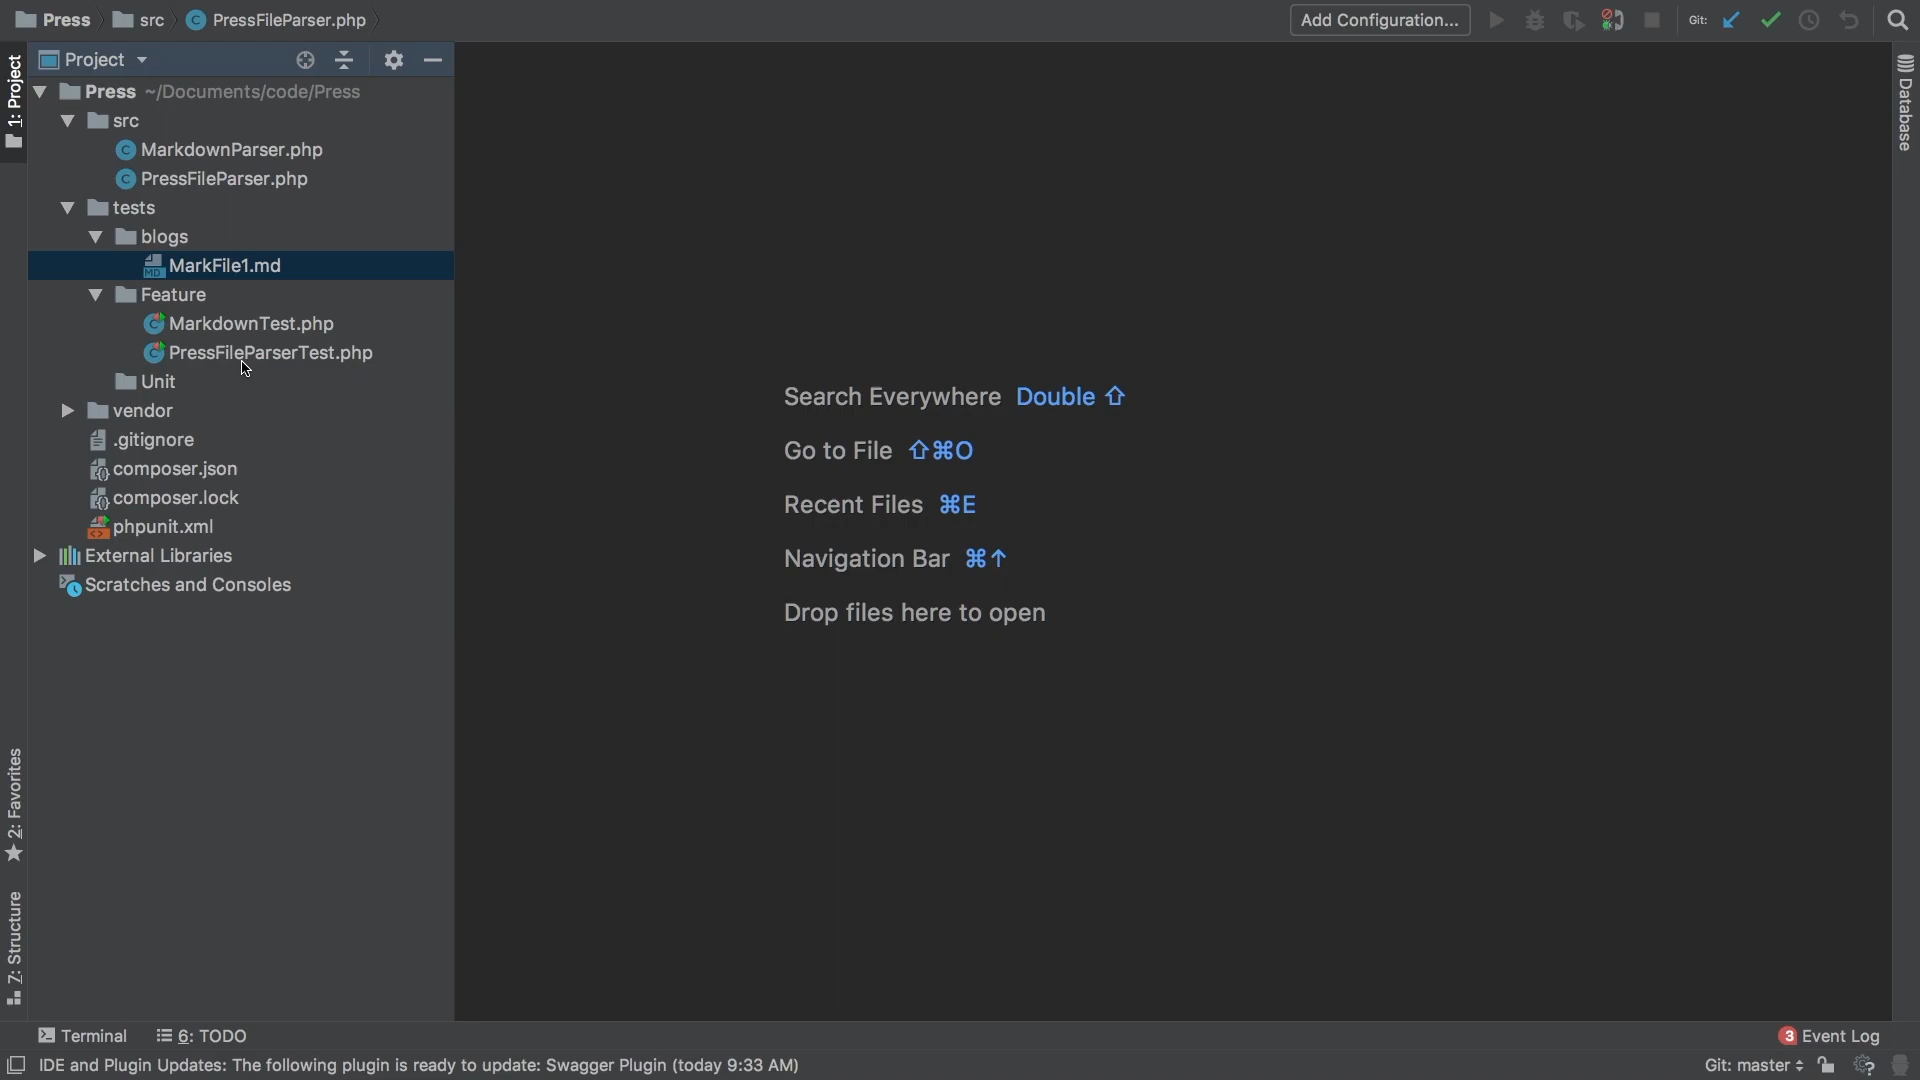 Press src PressFileParser.php Add Configuration... Git:
1: Project
Project
Press ~/Documents/code/Press
src
MarkdownParser.php
PressFileParser.php
tests
blogs
MD MarkFile1.md
Feature
MarkdownTest.php
PressFileParserTest.php
Unit
vendor
.gitignore
composer.json
composer.lock
phpunit.xml
External Libraries
Scratches and Consoles
2: Favorites
7: Structure
Search Everywhere Double ⇧
Go to File ⇧⌘O
Recent Files ⌘E
Navigation Bar ⌘↑
Drop files here to open
Database
Terminal 6: TODO 3 Event Log
IDE and Plugin Updates: The following plugin is ready to update: Swagger Plugin (today 9:33 AM) Git: master